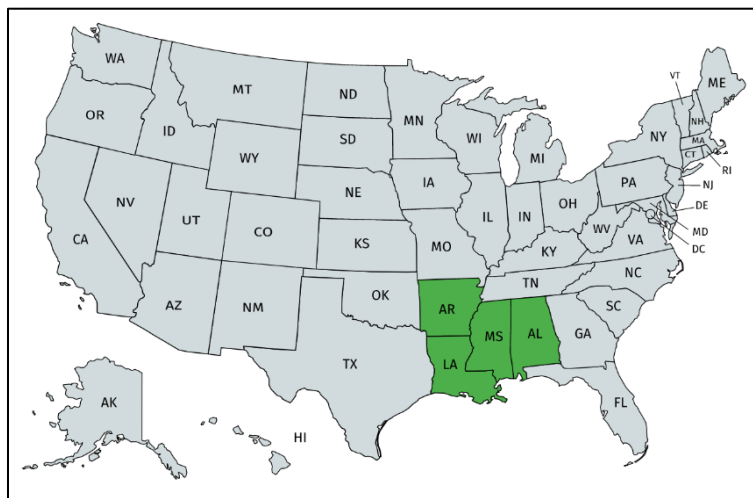 WA
MT
ND
MN
OR
ID
SD
WI
MI
VT
ME
NH
NY
MA
CT
RI
WY
IA
NE
PA
NJ
NV
UT
CO
IL
IN
OH
DE
MD
DC
CA
KS
MO
KY
WV
VA
AZ
NM
OK
AR
TN
NC
SC
TX
LA
MS
AL
GA
FL
AK
HI